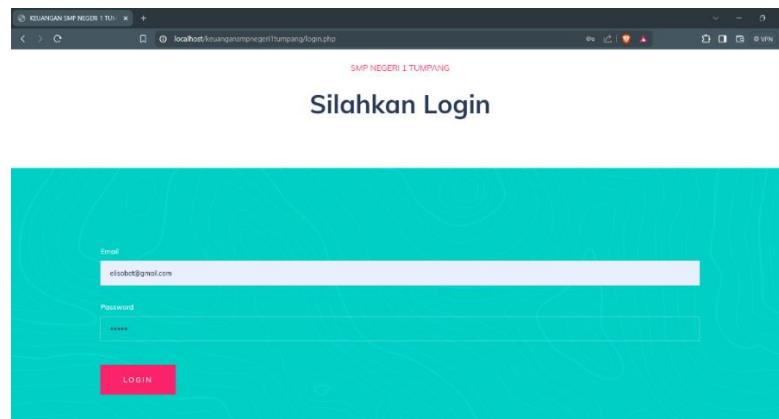 KEUANGAN SMP NEGERI 1 TUM
localhost/keuangansmpnegeri1tumpang/login.php
VPN
SMP NEGERI 1 TUMPANG
Silahkan Login
Email
elisabet@gmail.com
Password
•••••
LOGIN